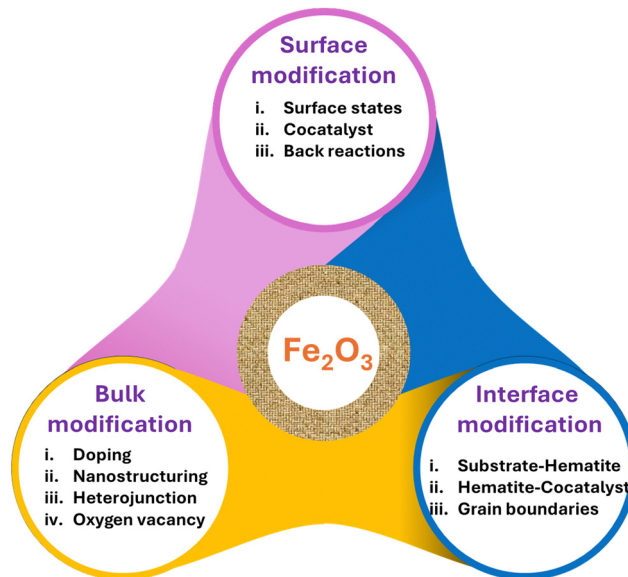 Surface
modification
i. Surface states
ii. Cocatalyst
iii. Back reactions
Fe₂O₃
Bulk
modification
i. Doping
ii. Nanostructuring
iii. Heterojunction
iv. Oxygen vacancy
Interface
modification
i. Substrate-Hematite
ii. Hematite-Cocatalyst
iii. Grain boundaries